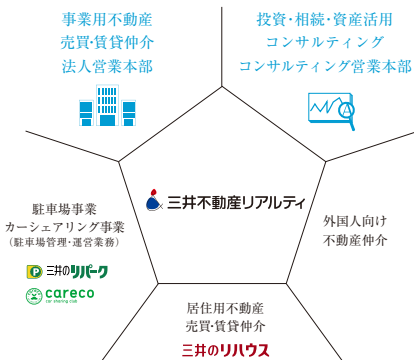 事業用不動産
売買・賃貸仲介
法人営業本部
投資・相続・資産活用
コンサルティング
コンサルティング営業本部
三井不動産リアルティ
駐車場事業
カーシェアリング事業
（駐車場管理・運営業務）
P 三井のリパーク
careco
car sharing club
外国人向け
不動産仲介
居住用不動産
売買・賃貸仲介
三井のリハウス